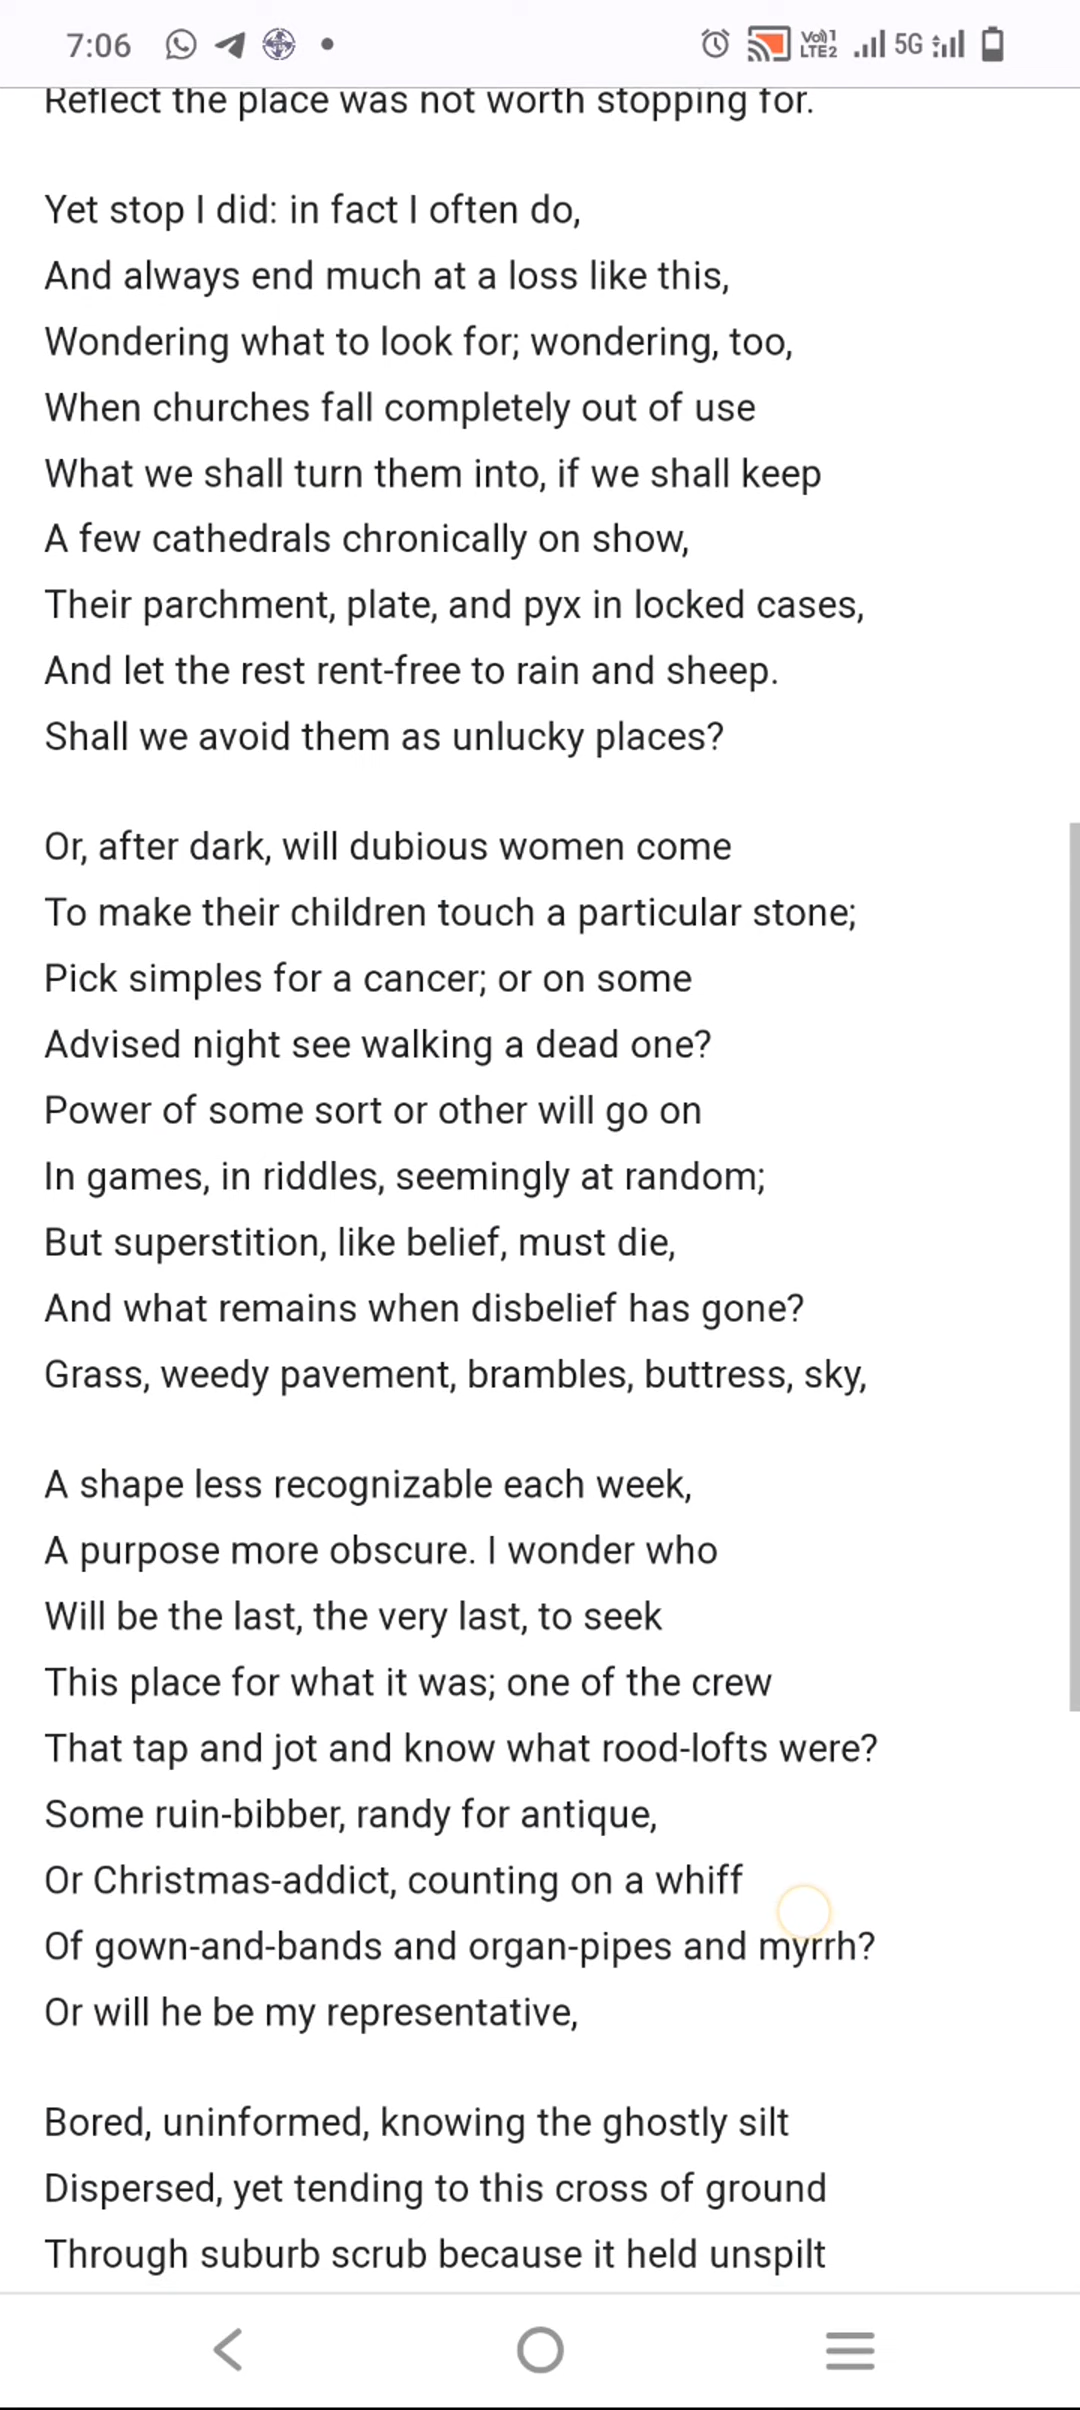 7:06
Vo) 1
LTE2
5G
Reflect the place was not worth stopping for.
Yet stop I did: in fact I often do,
And always end much at a loss like this,
Wondering what to look for; wondering, too,
When churches fall completely out of use
What we shall turn them into, if we shall keep
A few cathedrals chronically on show,
Their parchment, plate, and pyx in locked cases,
And let the rest rent-free to rain and sheep.
Shall we avoid them as unlucky places?
Or, after dark, will dubious women come
To make their children touch a particular stone;
Pick simples for a cancer; or on some
Advised night see walking a dead one?
Power of some sort or other will go on
In games, in riddles, seemingly at random;
But superstition, like belief, must die,
And what remains when disbelief has gone?
Grass, weedy pavement, brambles, buttress, sky,
A shape less recognizable each week,
A purpose more obscure. I wonder who
Will be the last, the very last, to seek
This place for what it was; one of the crew
That tap and jot and know what rood-lofts were?
Some ruin-bibber, randy for antique,
Or Christmas-addict, counting on a whiff
Of gown-and-bands and organ-pipes and myrrh?
Or will he be my representative,
Bored, uninformed, knowing the ghostly silt
Dispersed, yet tending to this cross of ground
Through suburb scrub because it held unspilt